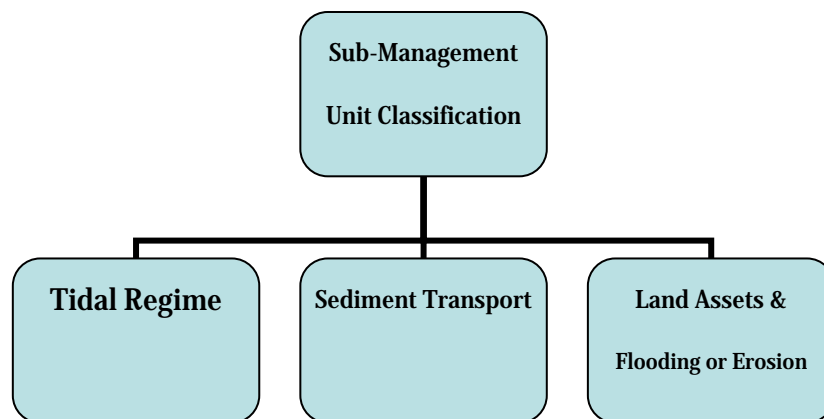 Sub-Management
Unit Classification
Tidal Regime
Sediment Transport
Land Assets &
Flooding or Erosion